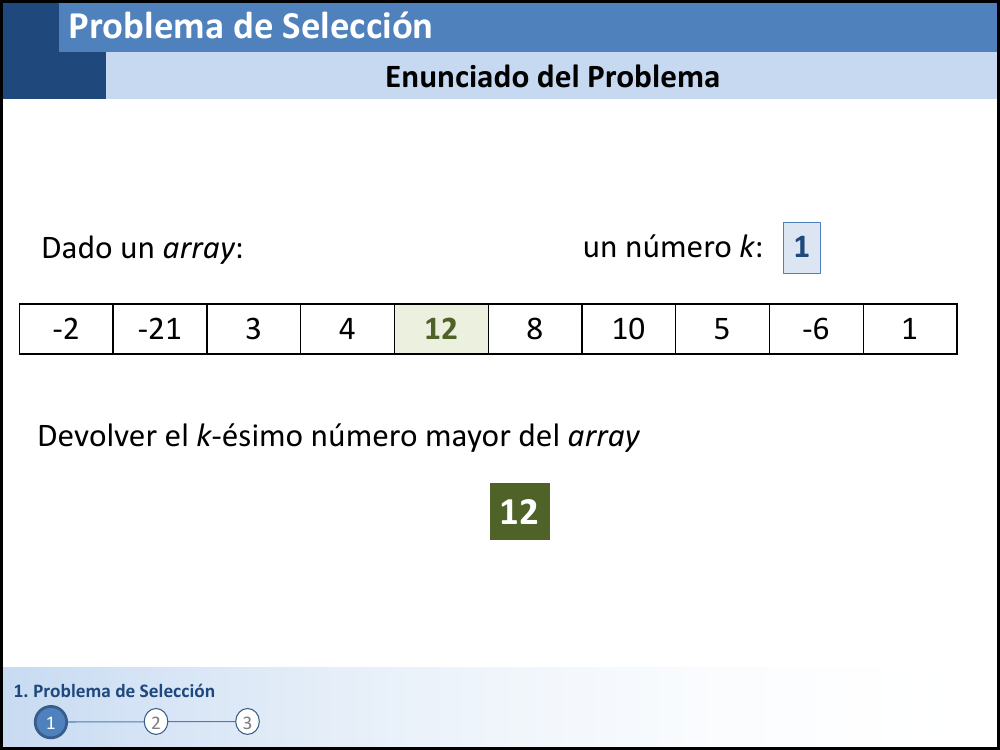 Problema de Selección
Enunciado del Problema
Dado un array: un número k: 1
-2 -21 3 4 12 8 10 5 -6 1
Devolver el k-ésimo número mayor del array
12
1. Problema de Selección
1 2 3